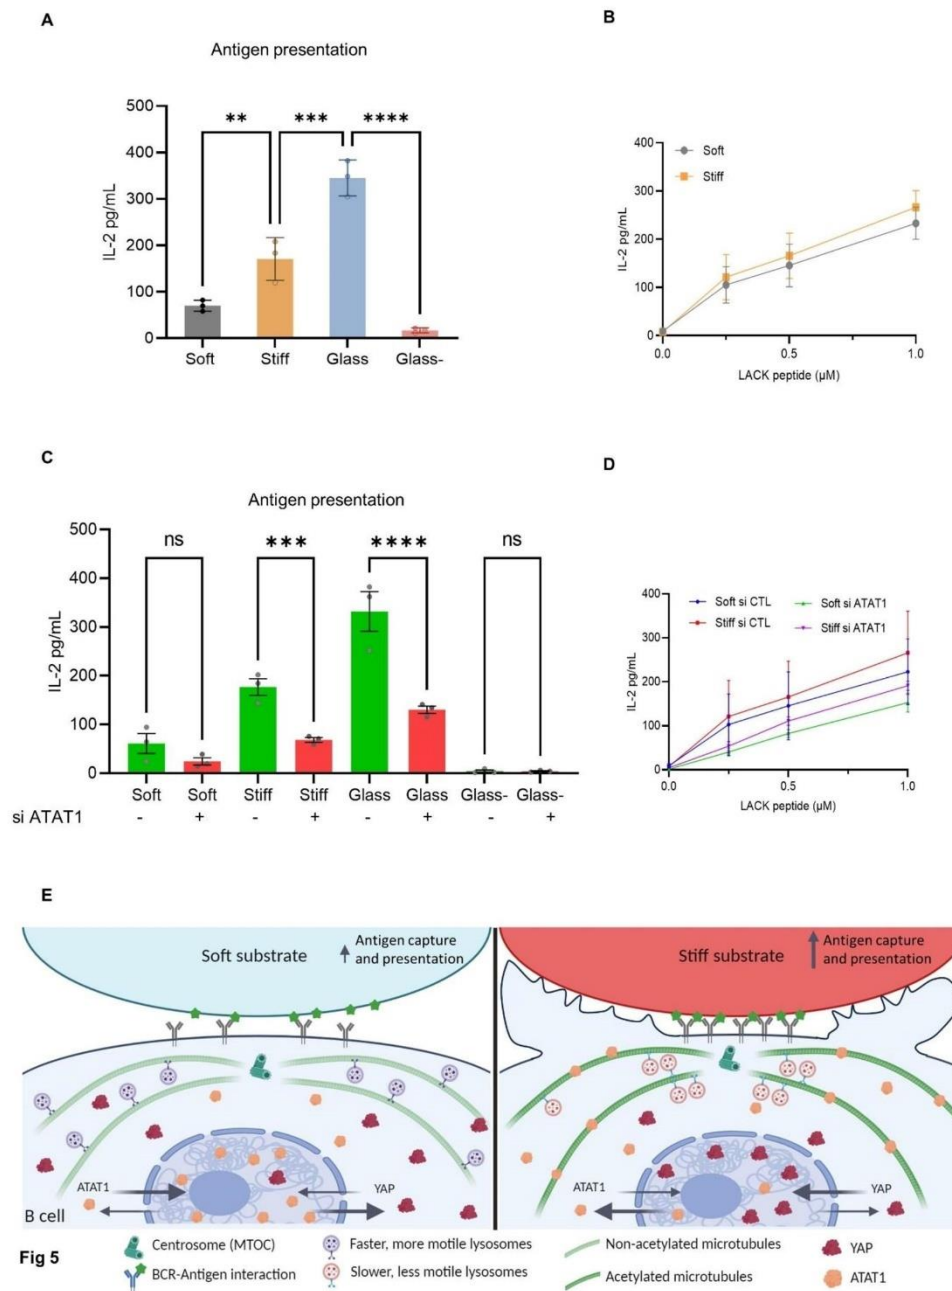 A
Antigen presentation
IL-2 pg/mL
500
400
300
200
100
0
** *** ****
Soft Stiff Glass Glass-
B
IL-2 pg/mL
400
300
200
100
0
Soft
Stiff
0.0 0.5 1.0
LACK peptide (µM)
C
Antigen presentation
IL-2 pg/mL
500
400
300
200
100
0
ns *** **** ns
Soft Soft Stiff Stiff Glass Glass Glass- Glass-
si ATAT1 - + - + - + - +
D
IL-2 pg/mL
400
300
200
100
0
Soft si CTL Soft si ATAT1
Stiff si CTL Stiff si ATAT1
0.0 0.5 1.0
LACK peptide (µM)
E
Soft substrate
Antigen capture
and presentation
ATAT1
YAP
B cell
Stiff substrate
Antigen capture
and presentation
ATAT1
YAP
Fig 5
Centrosome (MTOC) Faster, more motile lysosomes Non-acetylated microtubules YAP
BCR-Antigen interaction Slower, less motile lysosomes Acetylated microtubules ATAT1